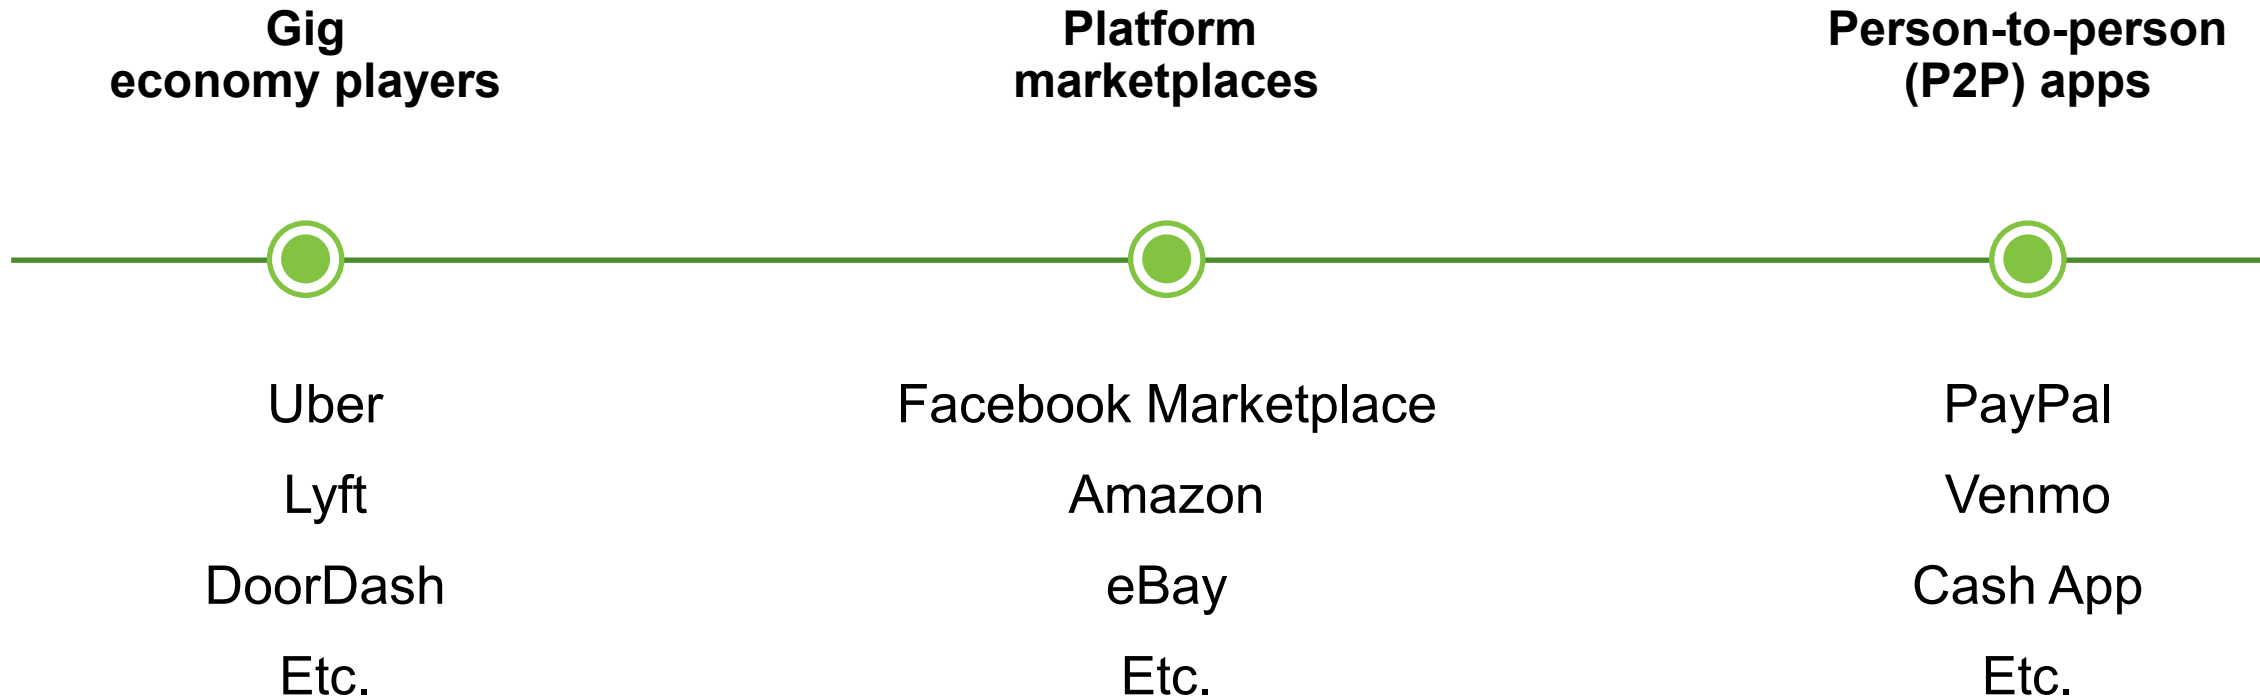 Gig
economy players
Platform
marketplaces
Person-to-person
(P2P) apps
Uber
Lyft
DoorDash
Etc.
Facebook Marketplace
Amazon
eBay
Etc.
PayPal
Venmo
Cash App
Etc.